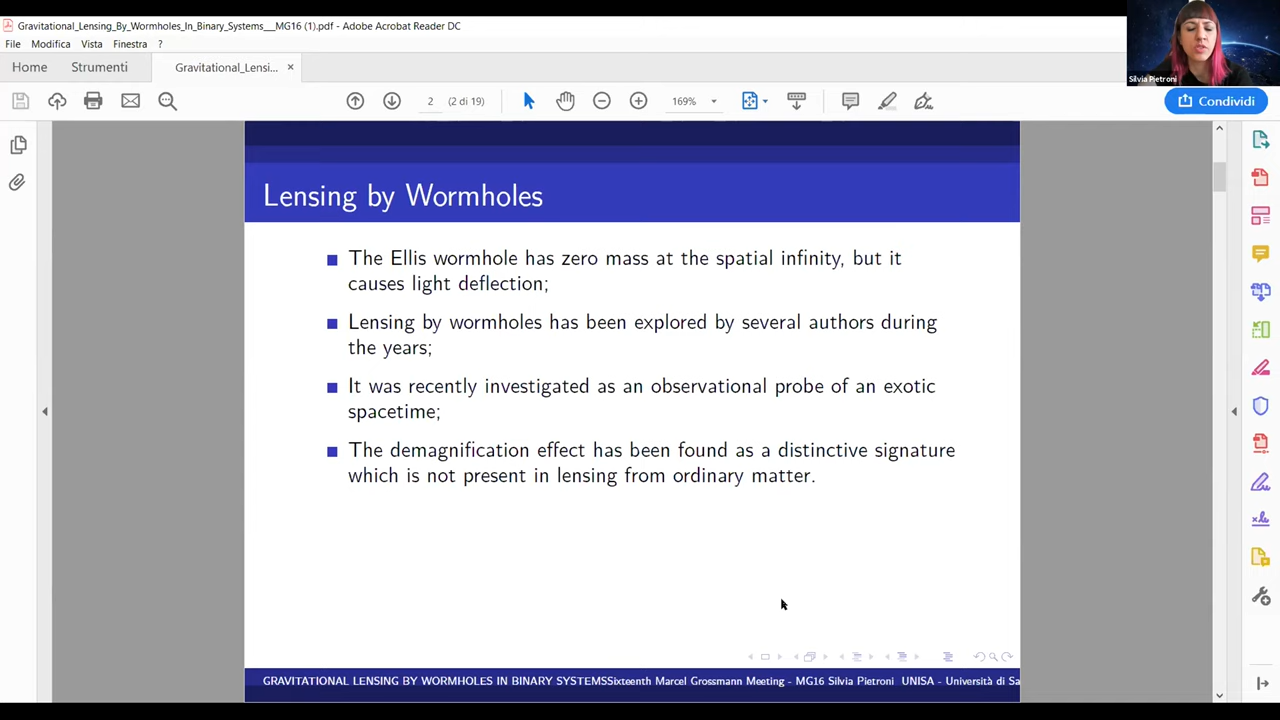 Gravitational_Lensing_By_Wormholes_In_Binary_Systems__MG16 (1).pdf - Adobe Acrobat Reader DC
File Modifica Vista Finestra ?
Home Strumenti Gravitational_Lensi... ×
2 (2 di 19) 169%
Condividi
Silvia Pietroni
Lensing by Wormholes
The Ellis wormhole has zero mass at the spatial infinity, but it
causes light deflection;
Lensing by wormholes has been explored by several authors during
the years;
It was recently investigated as an observational probe of an exotic
spacetime;
The demagnification effect has been found as a distinctive signature
which is not present in lensing from ordinary matter.
GRAVITATIONAL LENSING BY WORMHOLES IN BINARY SYSTEMSSixteenth Marcel Grossmann Meeting - MG16 Silvia Pietroni UNISA - Università di Sa